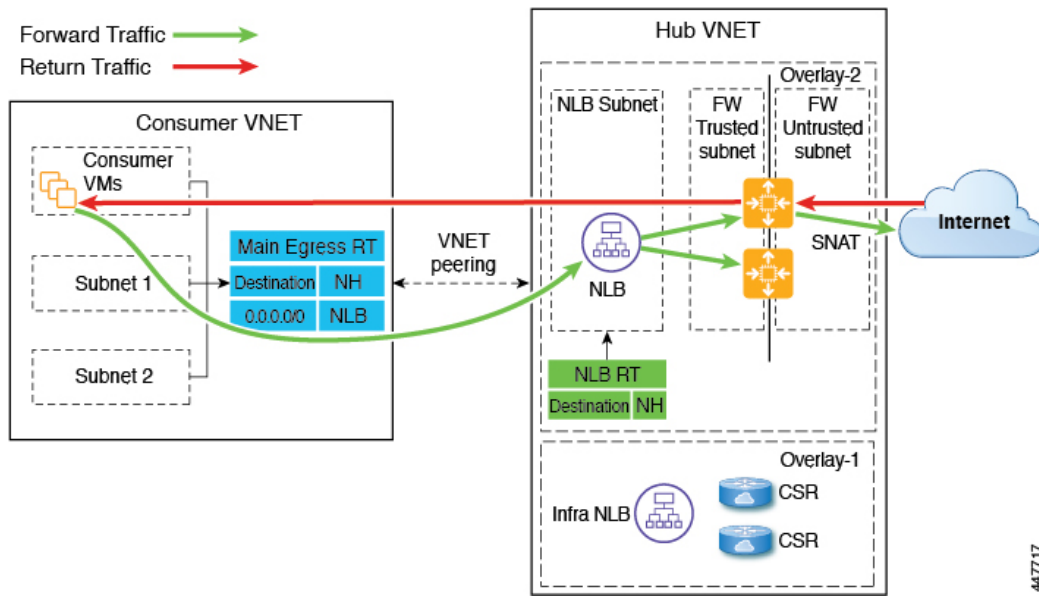 Forward Traffic
Return Traffic
Consumer VNET
Consumer
VMs
Subnet 1
Subnet 2
Main Egress RT
Destination NH
0.0.0.0/0 NLB
VNET
peering
Hub VNET
Overlay-2
NLB Subnet
FW
Trusted
subnet
FW
Untrusted
subnet
NLB
SNAT
Internet
NLB RT
Destination NH
Overlay-1
Infra NLB
CSR
CSR
447717